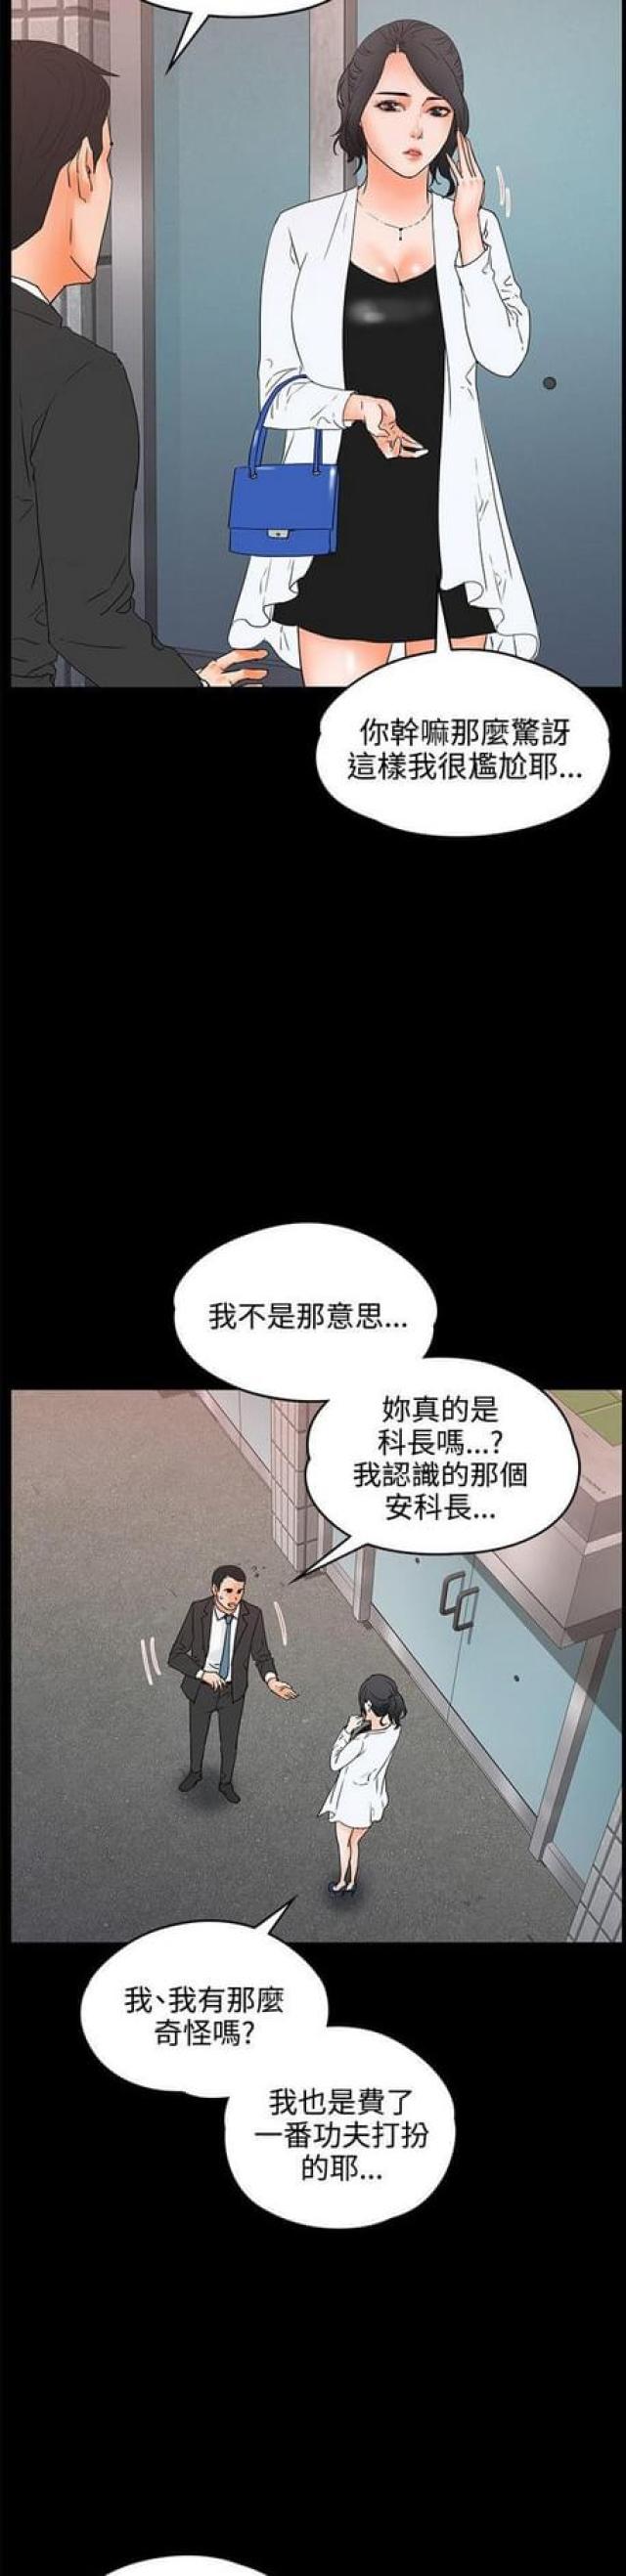 你幹嘛那麼驚訝
這樣我很尷尬耶...
我不是那意思...
妳真的是
科長嗎...?
我認識的那個
安科長...
我、我有那麼
奇怪嗎?
我也是費了
一番功夫打扮
的耶...